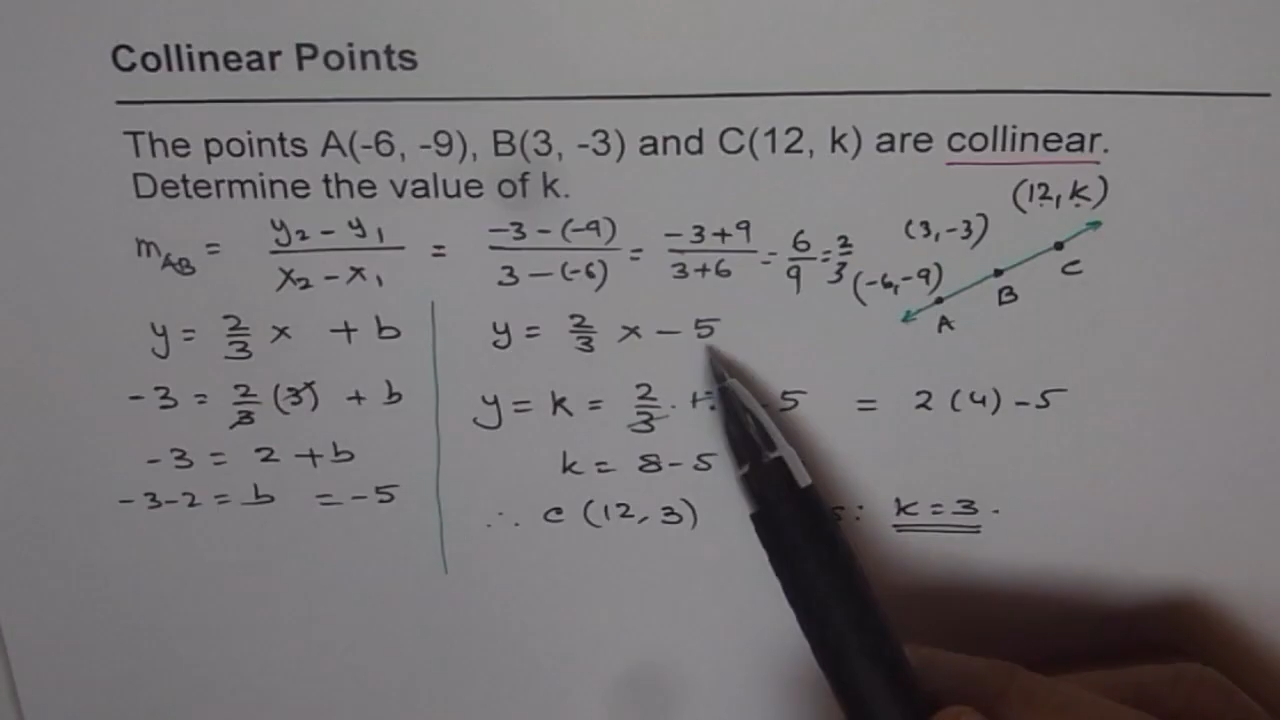 Collinear Points
The points A(-6, -9), B(3, -3) and C(12, k) are collinear.
Determine the value of k.
(12, k)
m_AB = (y₂ - y₁)/(x₂ - x₁) = (-3 - (-9))/(3 - (-6)) = (-3 + 9)/(3 + 6) = 6/9 = 2/3
(3, -3)
(-6, -9)
C
B
A
y = 2/3 x + b
-3 = 2/3 (3) + b
-3 = 2 + b
-3 - 2 = b = -5
y = 2/3 x - 5
y = k = 2/3 · - 5 = 2(4) - 5
k = 8 - 5
∴ C (12, 3) : k = 3.